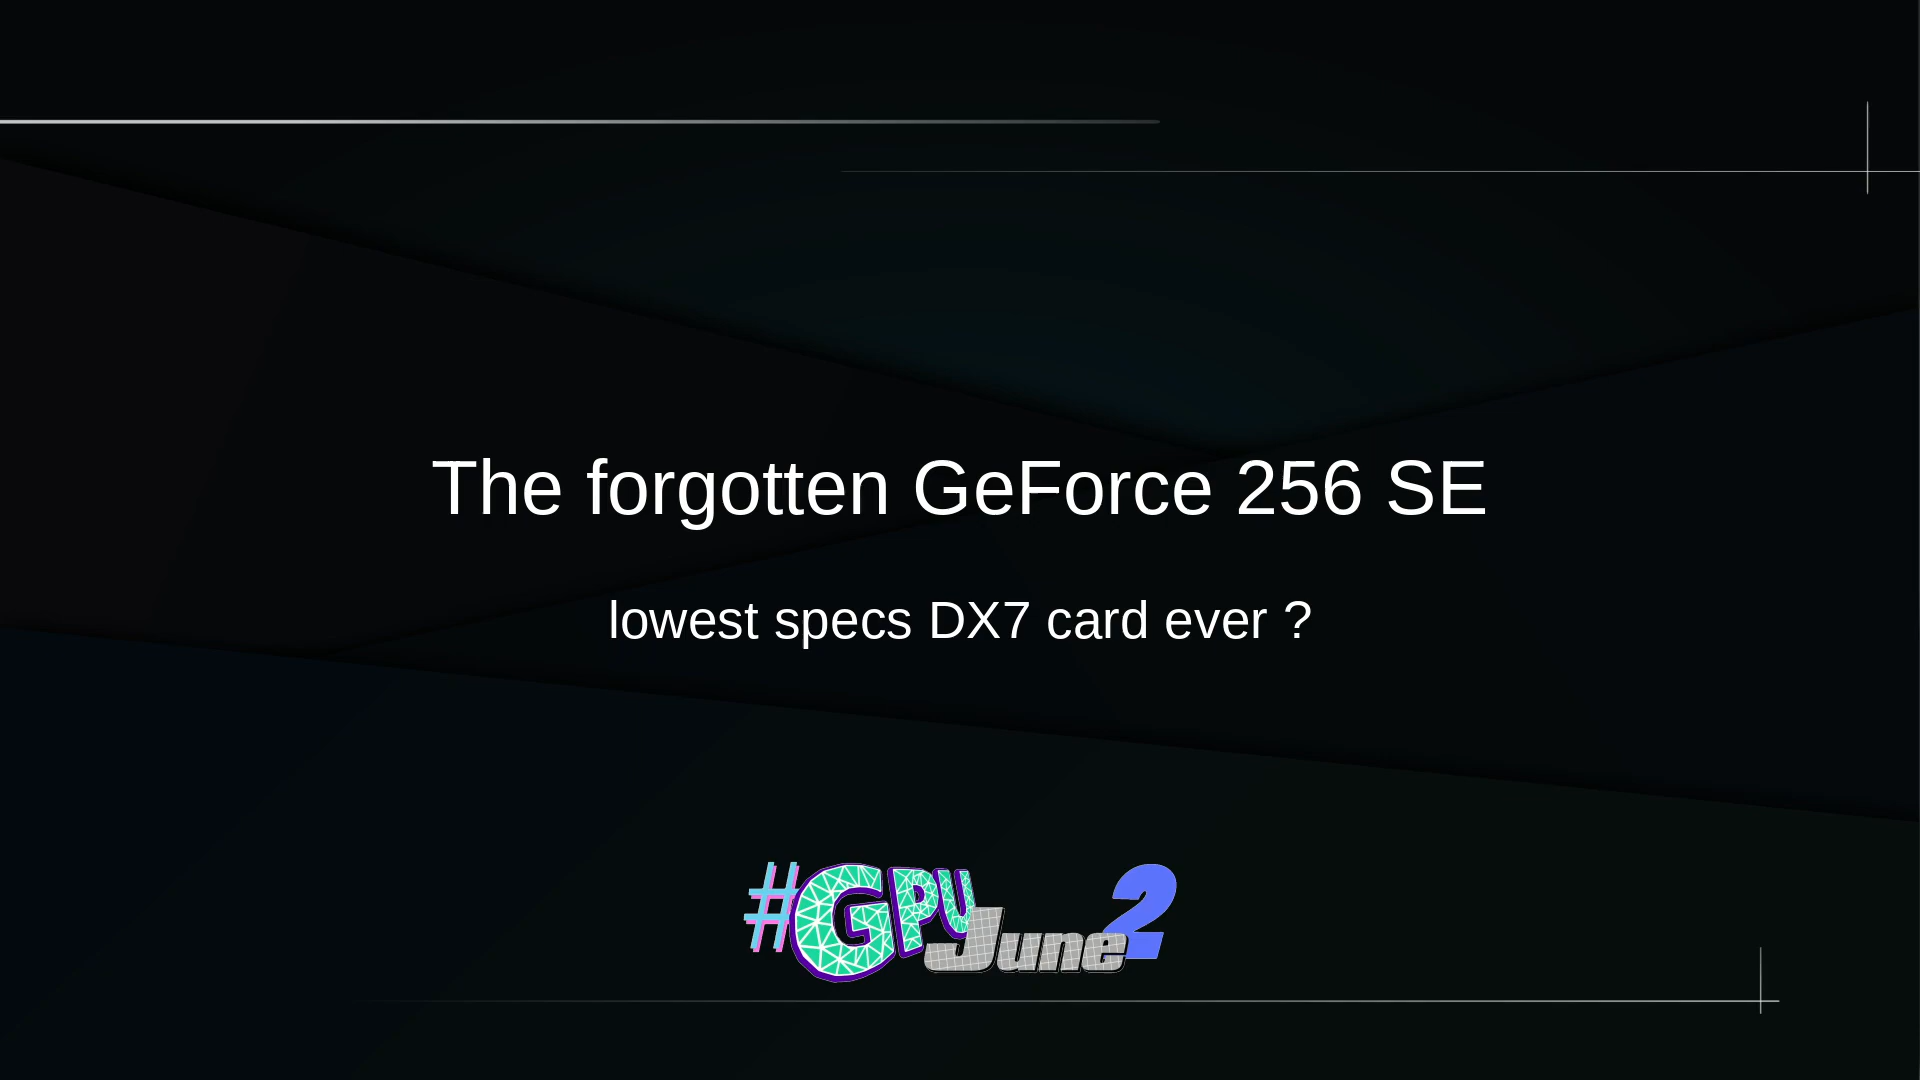 The forgotten GeForce 256 SE
lowest specs DX7 card ever ?
#GPUJune2